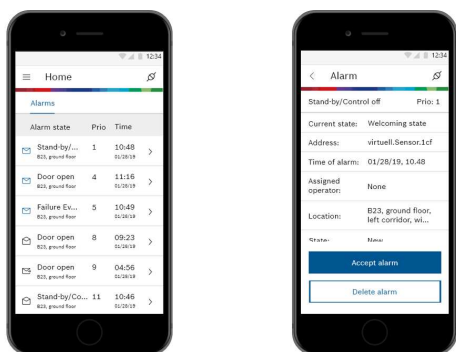 12:34
Home
Alarms
Alarm state Prio Time
Stand-by/... 1 10:48
B23, ground floor 01/28/19
Door open 4 11:16
B23, ground floor 01/28/19
Failure Ev... 5 10:49
B23, ground floor 01/28/19
Door open 8 09:23
B23, ground floor 01/28/19
Door open 9 04:56
B23, ground floor 01/28/19
Stand-by/Co... 11 10:46
B23, ground floor 01/28/19
12:34
Alarm
Stand-by/Control off Prio: 1
Current state: Welcoming state
Address: virtuell.Sensor.1cf
Time of alarm: 01/28/19, 10.48
Assigned
operator: None
Location: B23, ground floor,
left corridor, wi...
State: New
Accept alarm
Delete alarm